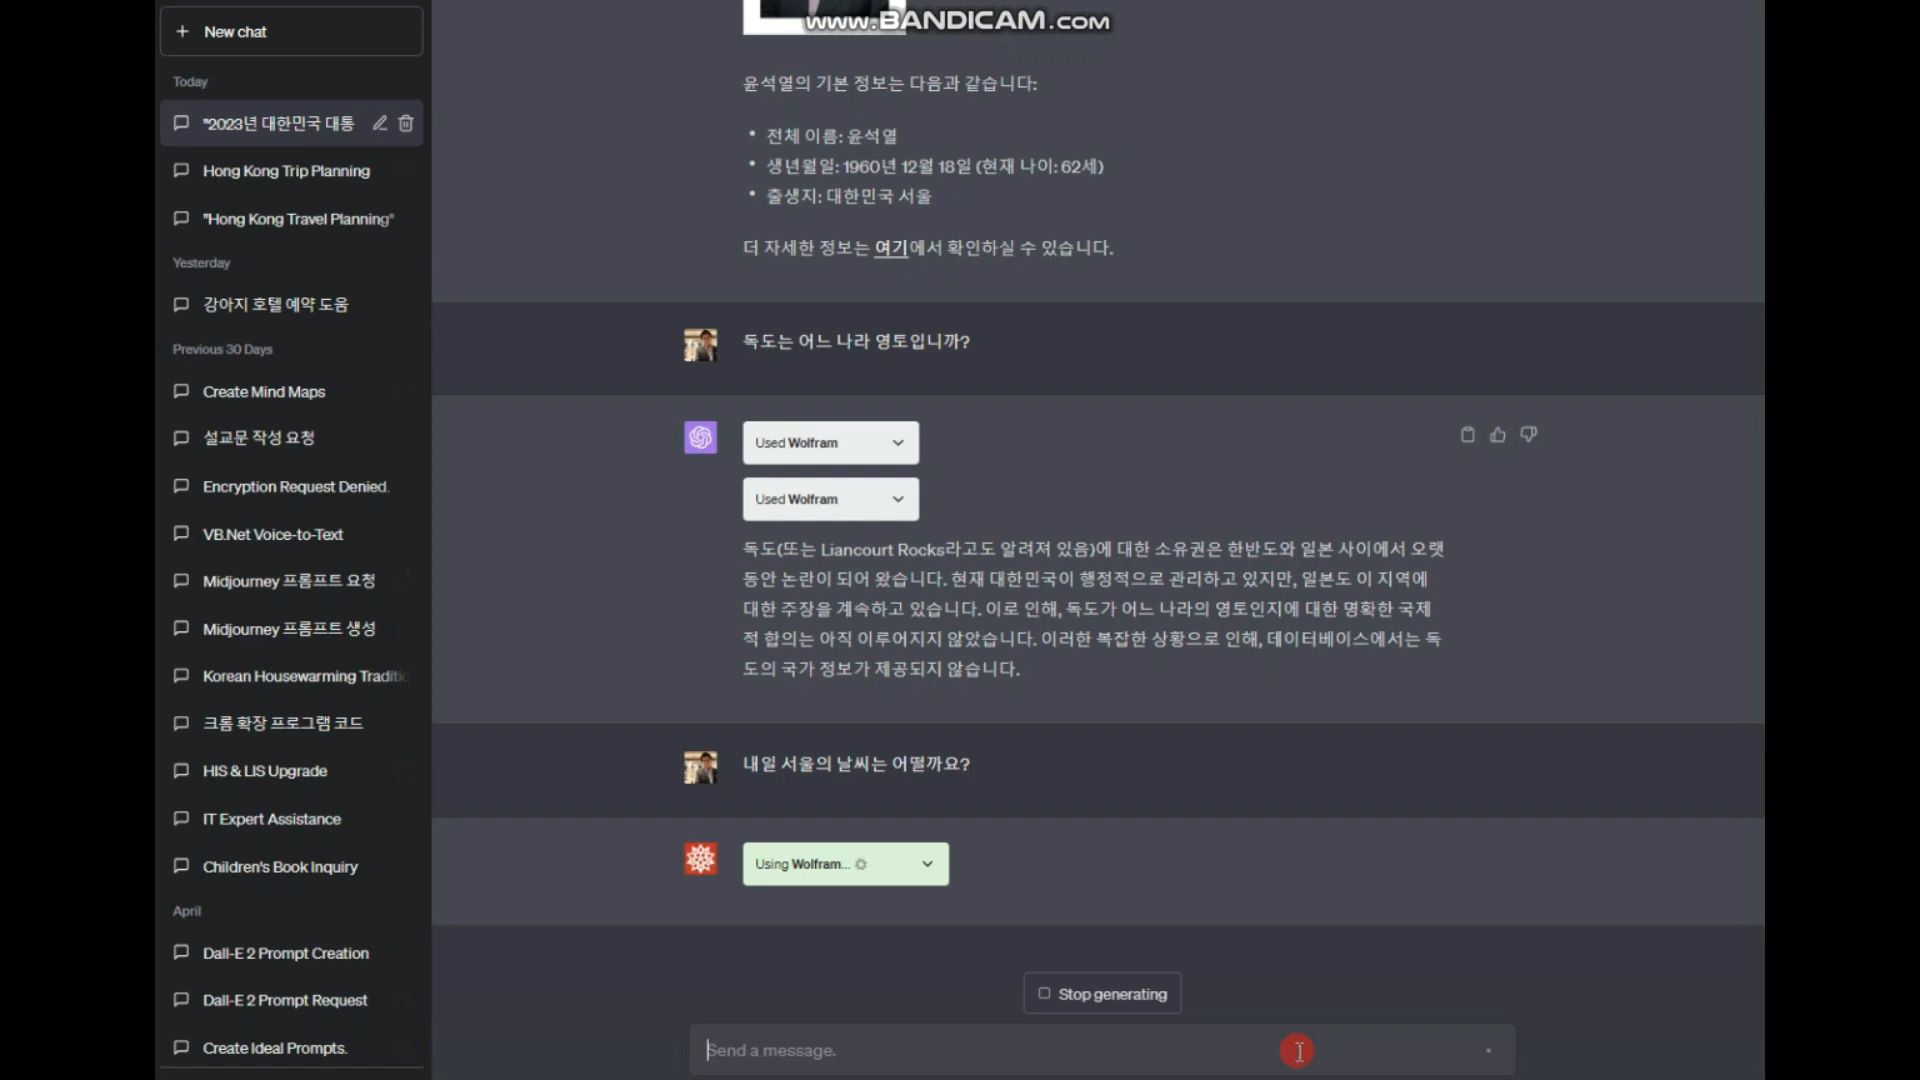 www.BANDICAM.com
New chat
Today
"2023년 대한민국 대통
Hong Kong Trip Planning
"Hong Kong Travel Planning"
Yesterday
강아지 호텔 예약 도움
Previous 30 Days
Create Mind Maps
설교문 작성 요청
Encryption Request Denied.
VB.Net Voice-to-Text
Midjourney 프롬프트 요청
Midjourney 프롬프트 생성
Korean Housewarming Traditic
크롬 확장 프로그램 코드
HIS & LIS Upgrade
IT Expert Assistance
Children's Book Inquiry
April
Dall-E 2 Prompt Creation
Dall-E 2 Prompt Request
Create Ideal Prompts.
윤석열의 기본 정보는 다음과 같습니다:
• 전체 이름: 윤석열
• 생년월일: 1960년 12월 18일 (현재 나이: 62세)
• 출생지: 대한민국 서울
더 자세한 정보는 여기에서 확인하실 수 있습니다.
독도는 어느 나라 영토입니까?
Used Wolfram
Used Wolfram
독도(또는 Liancourt Rocks라고도 알려져 있음)에 대한 소유권은 한반도와 일본 사이에서 오랫
동안 논란이 되어 왔습니다. 현재 대한민국이 행정적으로 관리하고 있지만, 일본도 이 지역에
대한 주장을 계속하고 있습니다. 이로 인해, 독도가 어느 나라의 영토인지에 대한 명확한 국제
적 합의는 아직 이루어지지 않았습니다. 이러한 복잡한 상황으로 인해, 데이터베이스에서는 독
도의 국가 정보가 제공되지 않습니다.
내일 서울의 날씨는 어떨까요?
Using Wolfram...
Stop generating
Send a message.